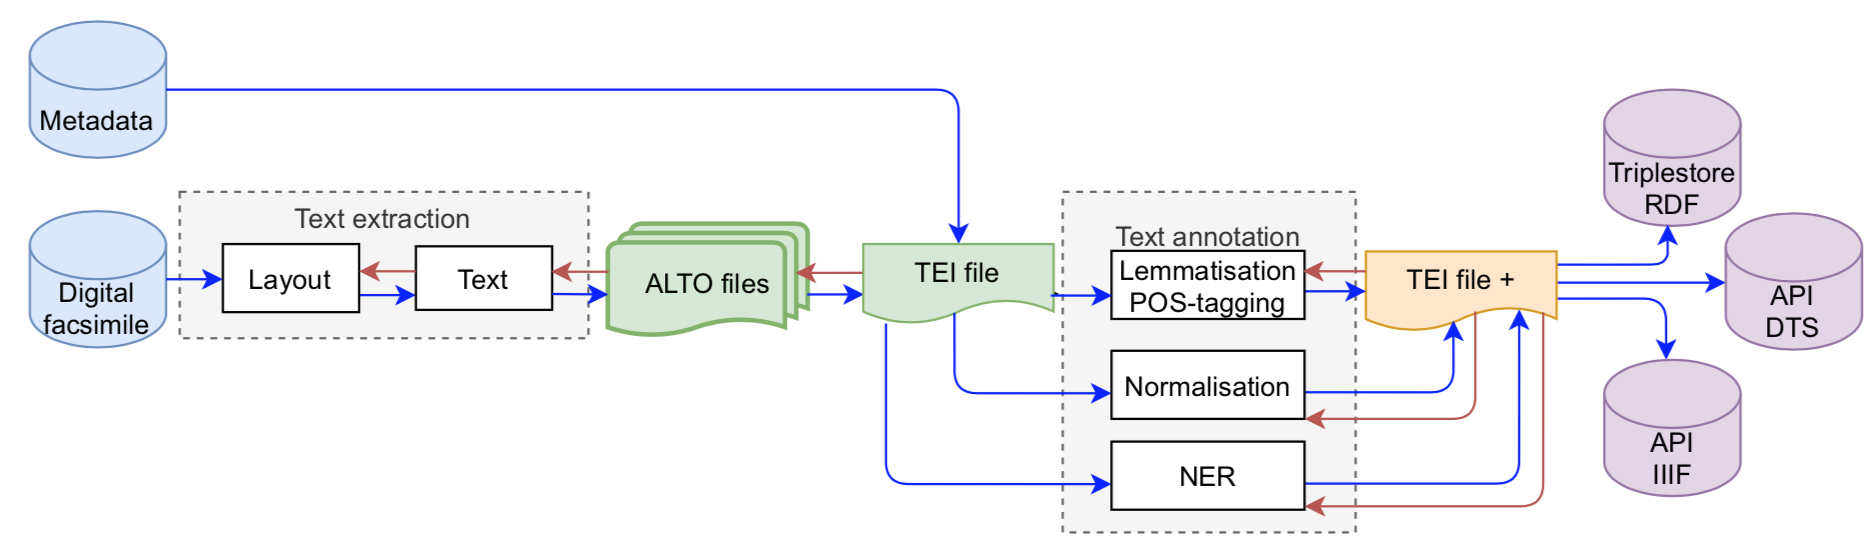 Metadata
Digital
facsimile
Text extraction
Layout
Text
ALTO files
TEI file
Text annotation
Lemmatisation
POS-tagging
Normalisation
NER
TEI file +
Triplestore
RDF
API
DTS
API
IIIF